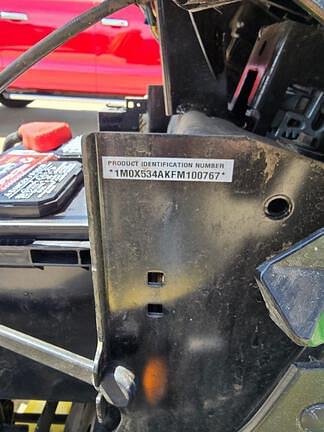 PRODUCT IDENTIFICATION NUMBER
*1M0X534AKFM100767*